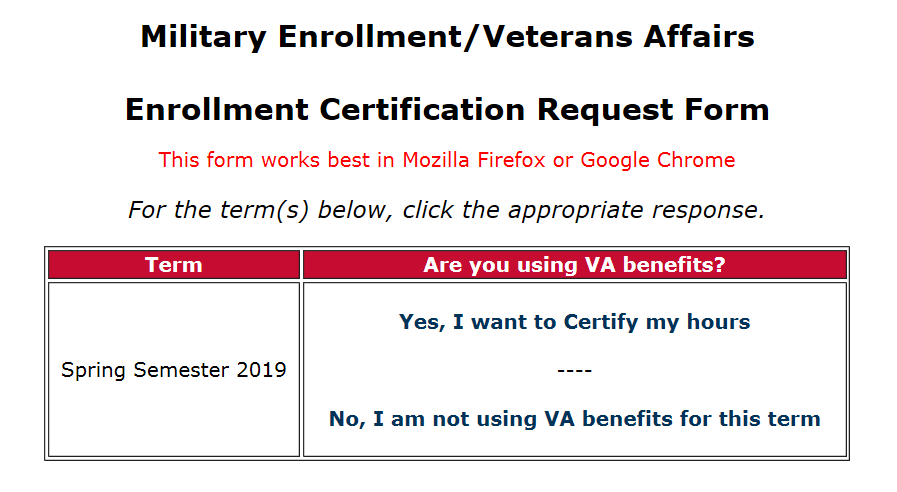 Military Enrollment/Veterans Affairs
Enrollment Certification Request Form
This form works best in Mozilla Firefox or Google Chrome
For the term(s) below, click the appropriate response.
Term Are you using VA benefits?
Yes, I want to Certify my hours
Spring Semester 2019 ----
No, I am not using VA benefits for this term